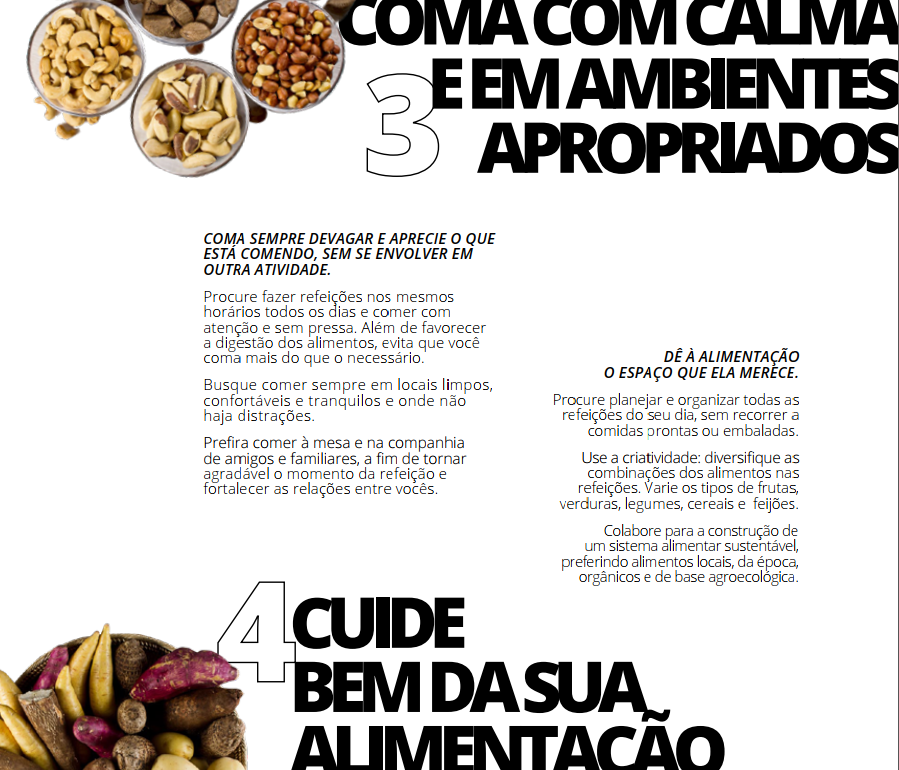 COMA COM CALMA
3
E EM AMBIENTES
APROPRIADOS
COMA SEMPRE DEVAGAR E APRECIE O QUE
ESTÁ COMENDO, SEM SE ENVOLVER EM
OUTRA ATIVIDADE.
Procure fazer refeições nos mesmos
horários todos os dias e comer com
atenção e sem pressa. Além de favorecer
a digestão dos alimentos, evita que você
coma mais do que o necessário.
Busque comer sempre em locais limpos,
confortáveis e tranquilos e onde não
haja distrações.
Prefira comer à mesa e na companhia
de amigos e familiares, a fim de tornar
agradável o momento da refeição e
fortalecer as relações entre vocês.
DÊ À ALIMENTAÇÃO
O ESPAÇO QUE ELA MERECE.
Procure planejar e organizar todas as
refeições do seu dia, sem recorrer a
comidas prontas ou embaladas.
Use a criatividade: diversifique as
combinações dos alimentos nas
refeições. Varie os tipos de frutas,
verduras, legumes, cereais e feijões.
Colabore para a construção de
um sistema alimentar sustentável,
preferindo alimentos locais, da época,
orgânicos e de base agroecológica.
4
CUIDE
BEM DA SUA
ALIMENTAÇÃO